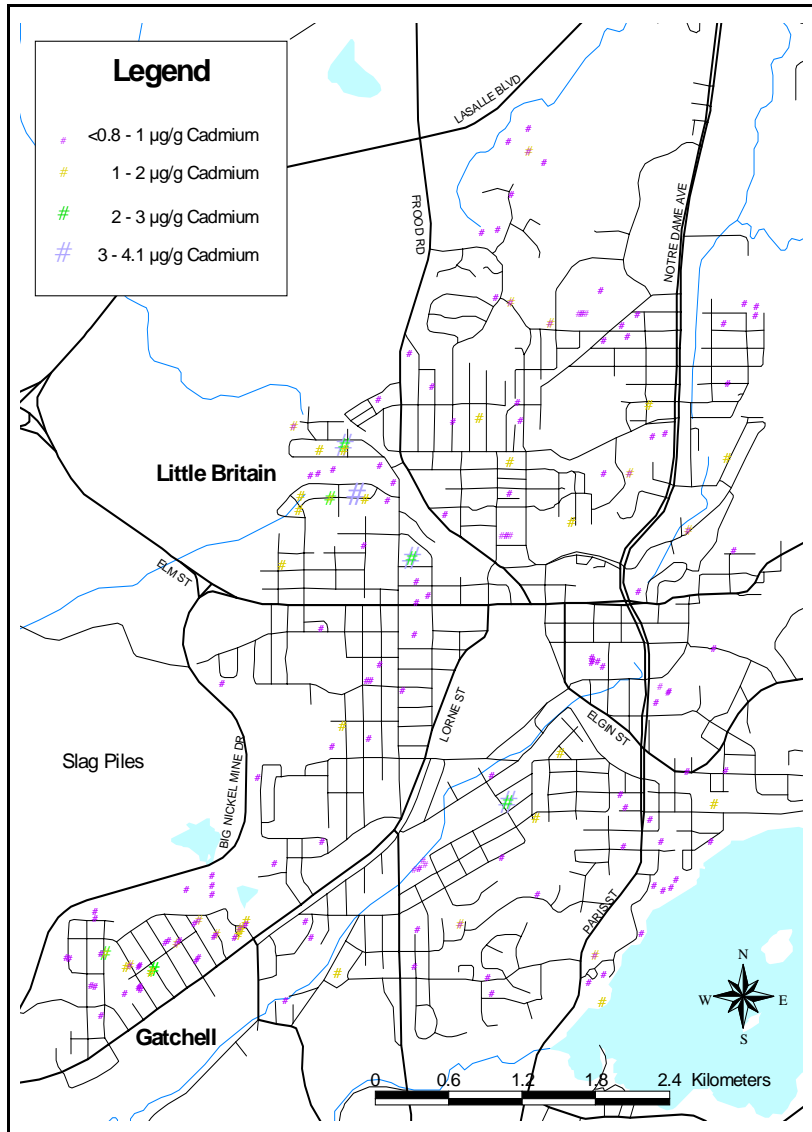 Legend
# <0.8 - 1 µg/g Cadmium
# 1 - 2 µg/g Cadmium
# 2 - 3 µg/g Cadmium
# 3 - 4.1 µg/g Cadmium
LASALLE BLVD
FROOD RD
NOTRE DAME AVE
Little Britain
ELM ST
LORNE ST
ELGIN ST
Slag Piles
BIG NICKEL MINE DR
PARIS ST
N
W E
S
Gatchell
0 0.6 1.2 1.8 2.4 Kilometers